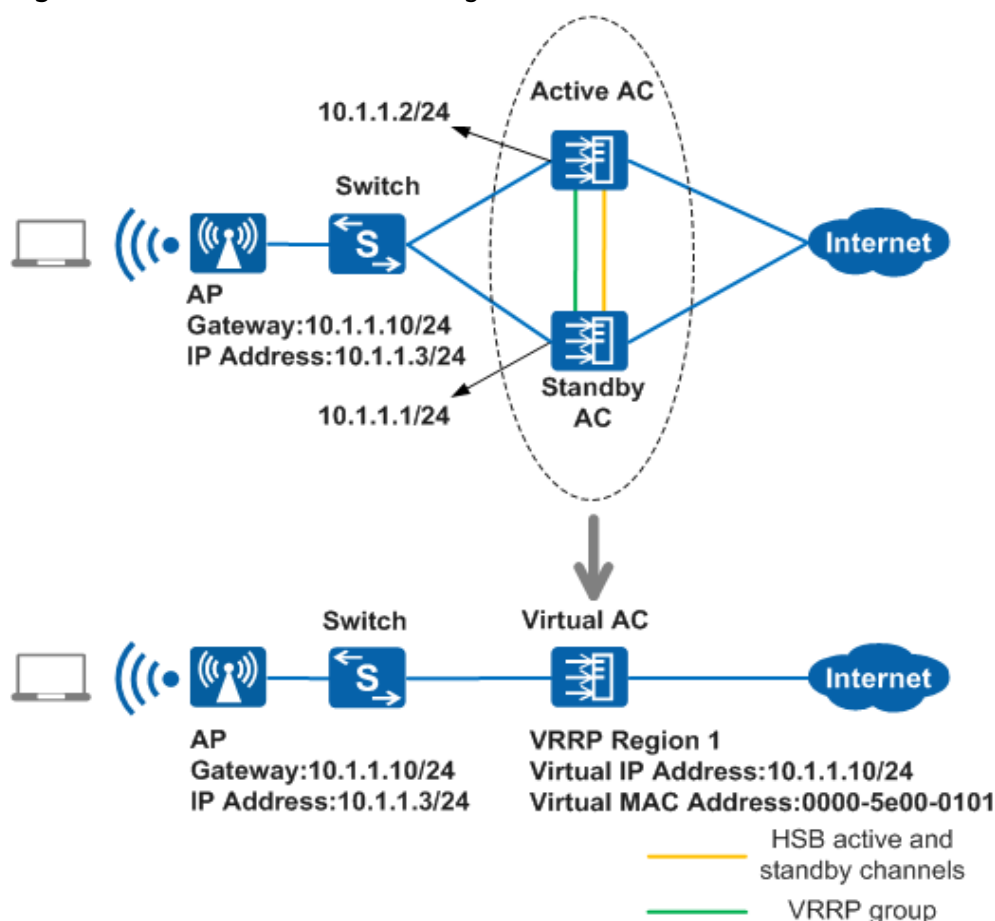 Active AC
10.1.1.2/24
Switch
S
Internet
AP
Gateway:10.1.1.10/24
IP Address:10.1.1.3/24
10.1.1.1/24
Standby
AC
Switch
Virtual AC
S
Internet
AP
Gateway:10.1.1.10/24
IP Address:10.1.1.3/24
VRRP Region 1
Virtual IP Address:10.1.1.10/24
Virtual MAC Address:0000-5e00-0101
HSB active and
standby channels
VRRP group